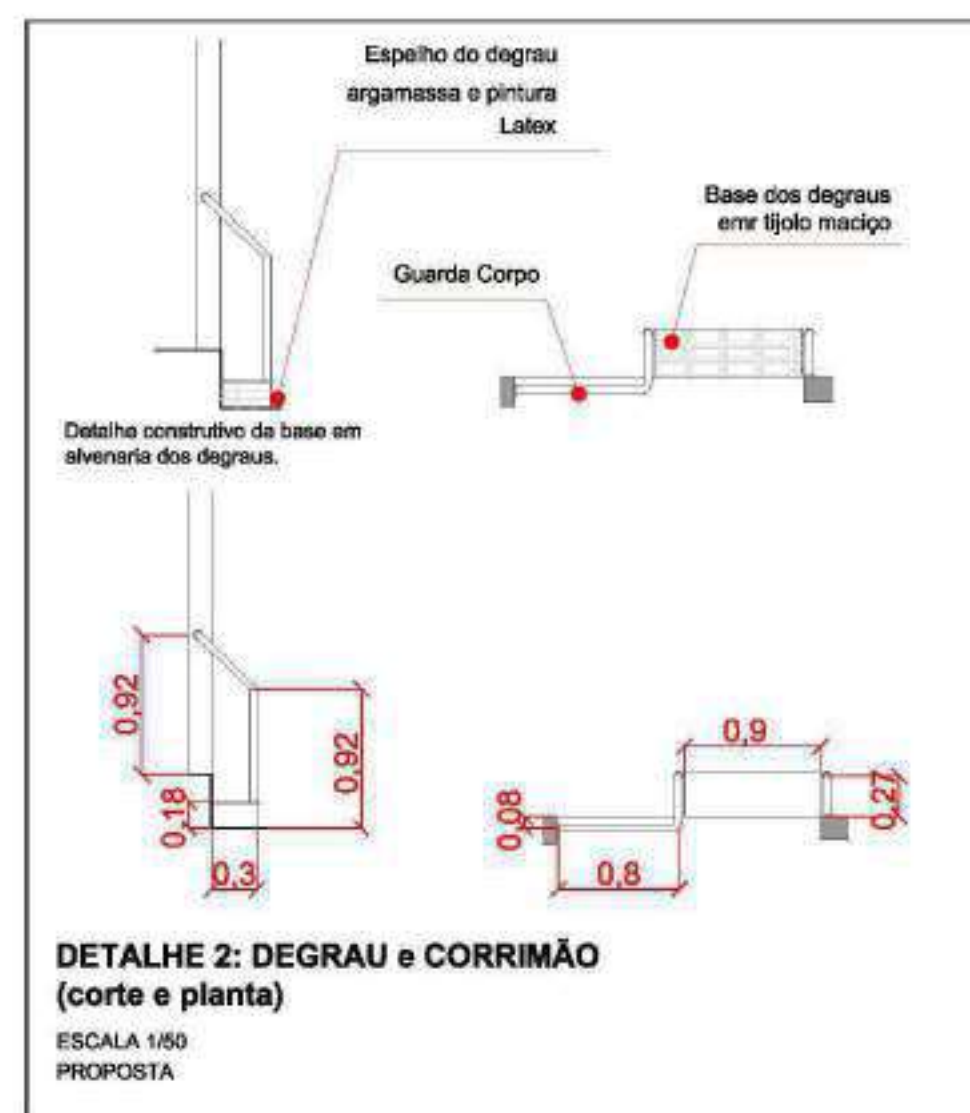 Espelho do degrau
argamassa e pintura
Latex
Base dos degraus
emr tijolo maciço
Guarda Corpo
Detalhe construtivo da base em
alvenaria dos degraus.
0,92
0,18
0,3
0,92
0,9
0,08
0,8
0,27
DETALHE 2: DEGRAU e CORRIMÃO
(corte e planta)
ESCALA 1/50
PROPOSTA